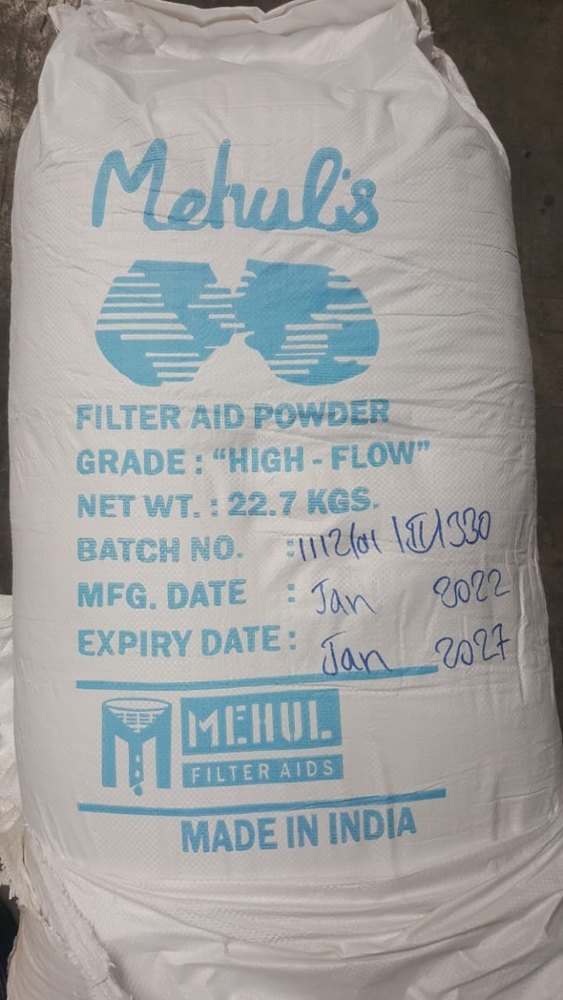 Mehul's
FILTER AID POWDER
GRADE : “HIGH - FLOW”
NET WT. : 22.7 KGS.
BATCH NO. :
MFG. DATE : Jan 2022
EXPIRY DATE : Jan 2027
MEHUL
FILTER AIDS
MADE IN INDIA